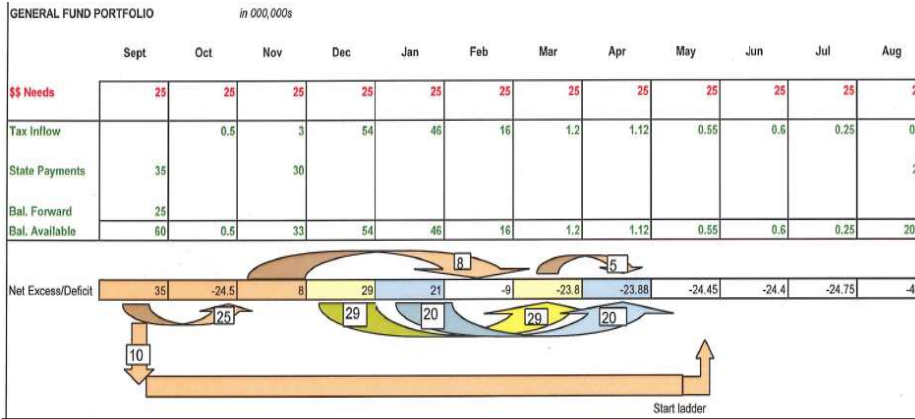 GENERAL FUND PORTFOLIO in 000,000s
Sept Oct Nov Dec Jan Feb Mar Apr May Jun Jul Aug
$$ Needs 25 25 25 25 25 25 25 25 25 25 25
Tax Inflow 0.5 3 54 46 16 1.2 1.12 0.55 0.6 0.25
State Payments 35 30
Bal. Forward 25
Bal. Available 60 0.5 33 54 46 16 1.2 1.12 0.55 0.6 0.25 20
8 5
Net Excess/Deficit 35 -24.5 8 29 21 -9 -23.8 -23.88 -24.45 -24.4 -24.75 -4
25 29 20 29 20
10
Start ladder